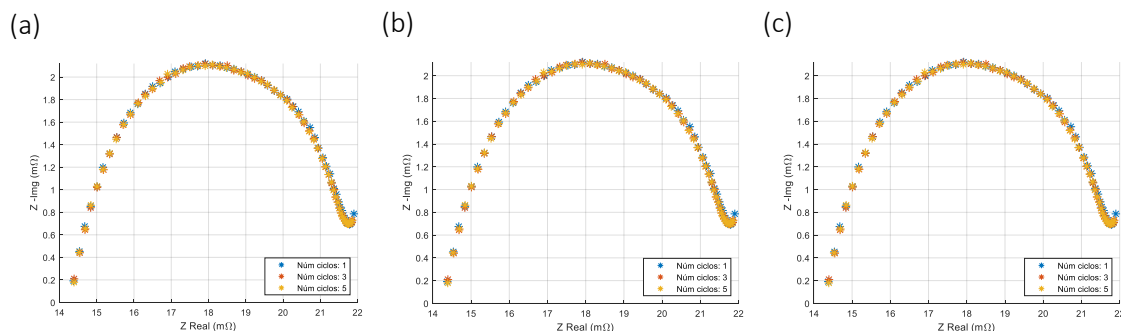 (a)
(b)
(c)
2
1.8
1.6
1.4
1.2
1
0.8
0.6
0.4
0.2
0
Z -Img (mΩ)
14 15 16 17 18 19 20 21 22
Z Real (mΩ)
Núm ciclos: 1
Núm ciclos: 3
Núm ciclos: 5
2
1.8
1.6
1.4
1.2
1
0.8
0.6
0.4
0.2
0
Z -Img (mΩ)
14 15 16 17 18 19 20 21 22
Z Real (mΩ)
Núm ciclos: 1
Núm ciclos: 3
Núm ciclos: 5
2
1.8
1.6
1.4
1.2
1
0.8
0.6
0.4
0.2
0
Z -Img (mΩ)
14 15 16 17 18 19 20 21 22
Z Real (mΩ)
Núm ciclos: 1
Núm ciclos: 3
Núm ciclos: 5